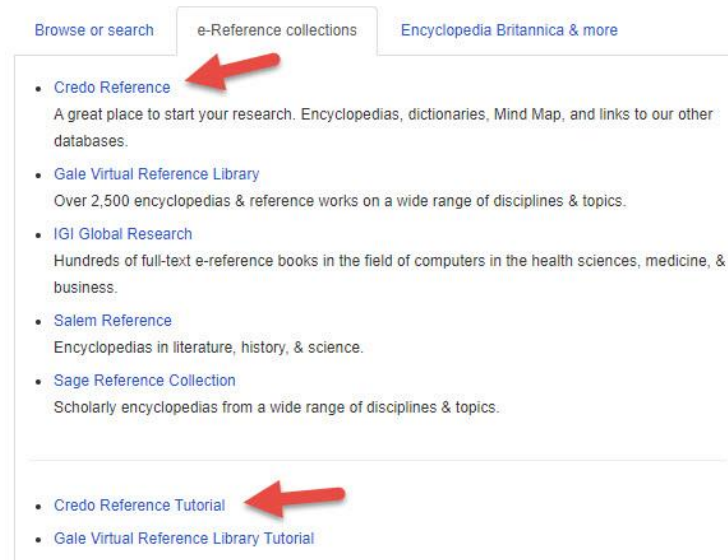 Browse or search e-Reference collections Encyclopedia Britannica & more
Credo Reference
A great place to start your research. Encyclopedias, dictionaries, Mind Map, and links to our other
databases.
Gale Virtual Reference Library
Over 2,500 encyclopedias & reference works on a wide range of disciplines & topics.
IGI Global Research
Hundreds of full-text e-reference books in the field of computers in the health sciences, medicine, &
business.
Salem Reference
Encyclopedias in literature, history, & science.
Sage Reference Collection
Scholarly encyclopedias from a wide range of disciplines & topics.
Credo Reference Tutorial
Gale Virtual Reference Library Tutorial